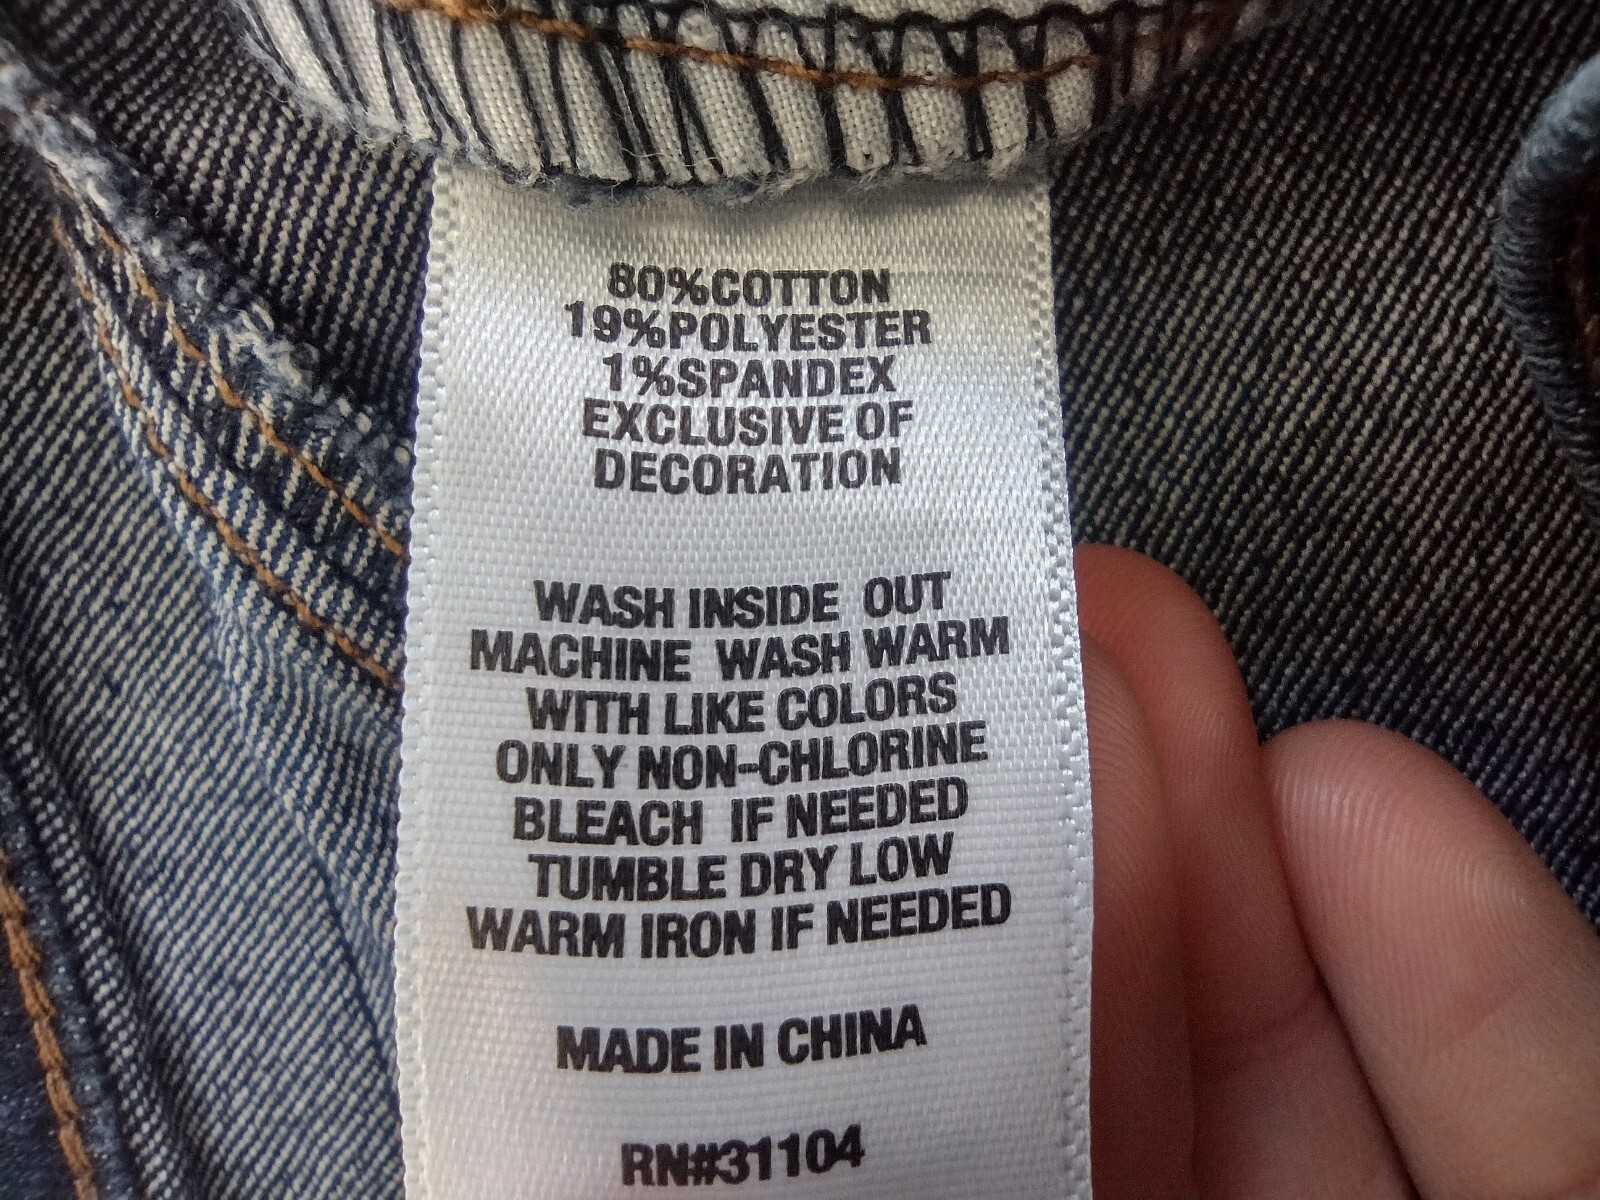 80%COTTON
19%POLYESTER
1%SPANDEX
EXCLUSIVE OF
DECORATION
WASH INSIDE OUT
MACHINE WASH WARM
WITH LIKE COLORS
ONLY NON-CHLORINE
BLEACH IF NEEDED
TUMBLE DRY LOW
WARM IRON IF NEEDED
MADE IN CHINA
RN#31104